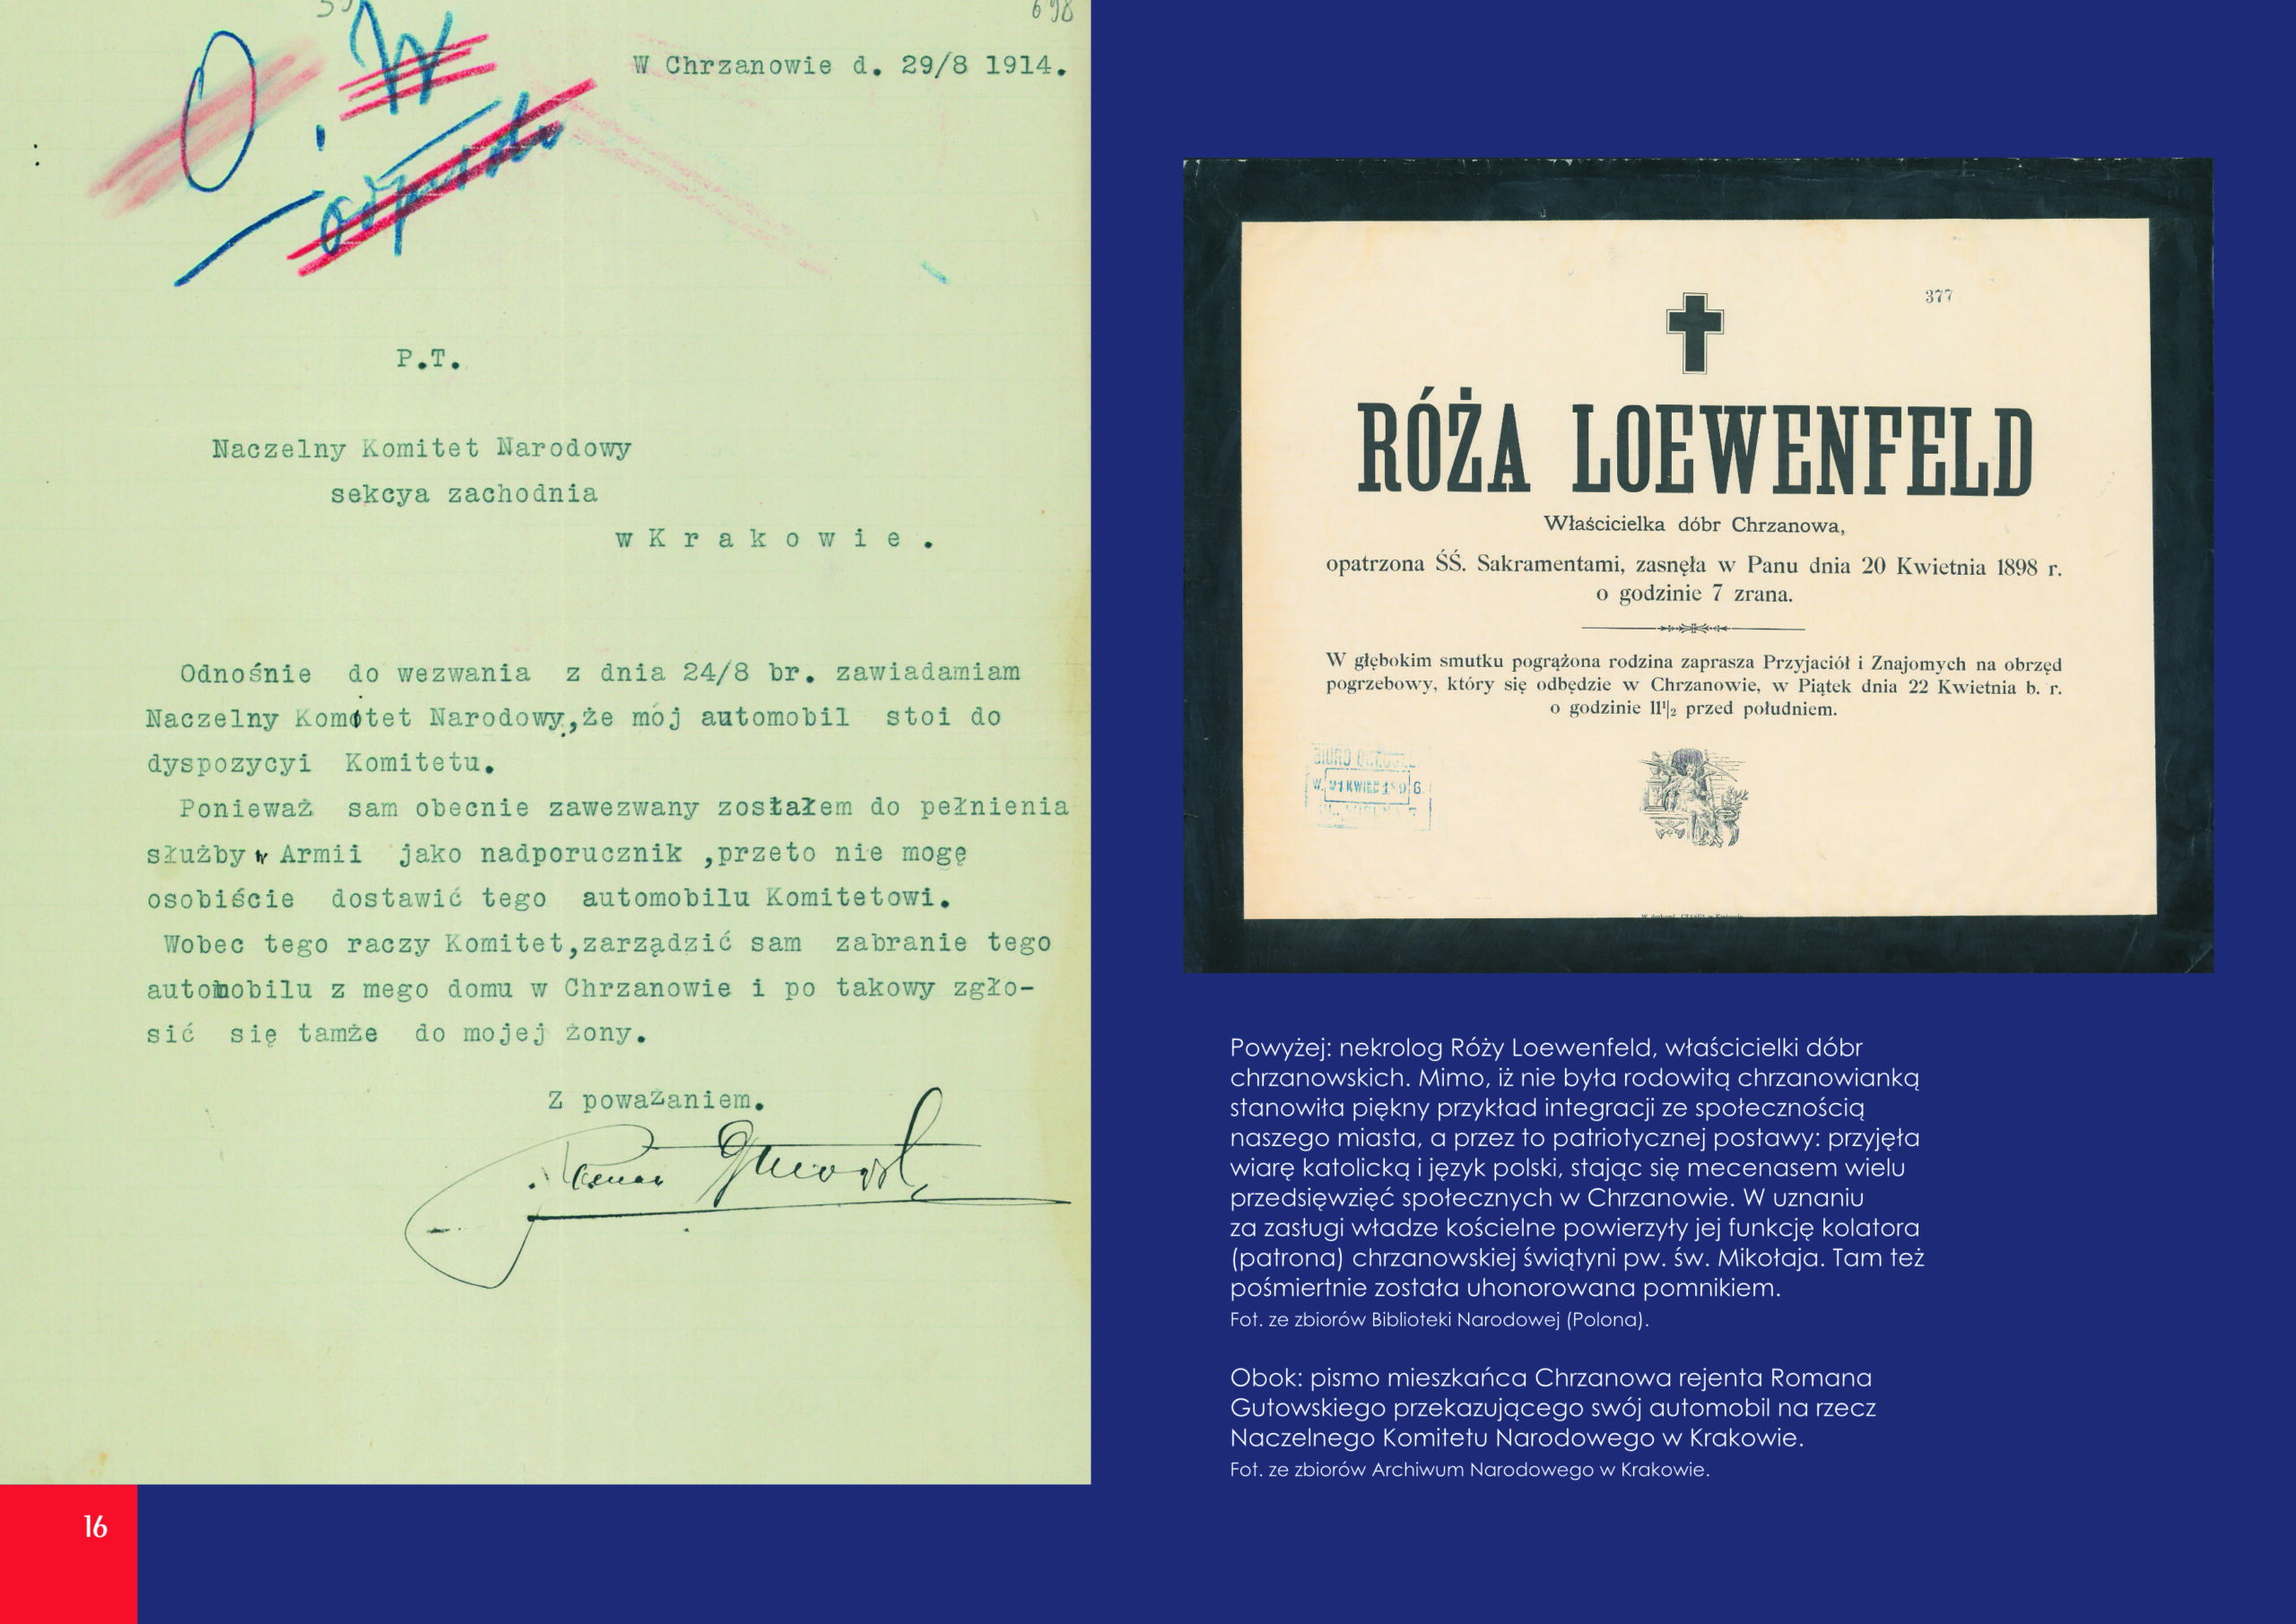 698
W Chrzanowie d. 29/8 1914.
O. W
odpisać
P.T.
Naczelny Komitet Narodowy
sekcya zachodnia
w K r a k o w i e .
Odnośnie do wezwania z dnia 24/8 br. zawiadamiam
Naczelny Komitet Narodowy,że mój automobil stoi do
dyspozycyi Komitetu.
Ponieważ sam obecnie zawezwany zostałem do pełnienia
służby w Armii jako nadporucznik ,przeto nie mogę
osobiście dostawić tego automobilu Komitetowi.
Wobec tego raczy Komitet,zarządzić sam zabranie tego
automobilu z mego domu w Chrzanowie i po takowy zgło-
sić się tamże do mojej żony.
Z poważaniem.
Roman Gutowski
16
377
RÓŻA LOEWENFELD
Właścicielka dóbr Chrzanowa,
opatrzona ŚŚ. Sakramentami, zasnęła w Panu dnia 20 Kwietnia 1898 r.
o godzinie 7 zrana.
W głębokim smutku pogrążona rodzina zaprasza Przyjaciół i Znajomych na obrzęd
pogrzebowy, który się odbędzie w Chrzanowie, w Piątek dnia 22 Kwietnia b. r.
o godzinie 11½ przed południem.
Powyżej: nekrolog Róży Loewenfeld, właścicielki dóbr
chrzanowskich. Mimo, iż nie była rodowitą chrzanowianką
stanowiła piękny przykład integracji ze społecznością
naszego miasta, a przez to patriotycznej postawy: przyjęła
wiarę katolicką i język polski, stając się mecenasem wielu
przedsięwzięć społecznych w Chrzanowie. W uznaniu
za zasługi władze kościelne powierzyły jej funkcję kolatora
(patrona) chrzanowskiej świątyni pw. św. Mikołaja. Tam też
pośmiertnie została uhonorowana pomnikiem.
Fot. ze zbiorów Biblioteki Narodowej (Polona).
Obok: pismo mieszkańca Chrzanowa rejenta Romana
Gutowskiego przekazującego swój automobil na rzecz
Naczelnego Komitetu Narodowego w Krakowie.
Fot. ze zbiorów Archiwum Narodowego w Krakowie.